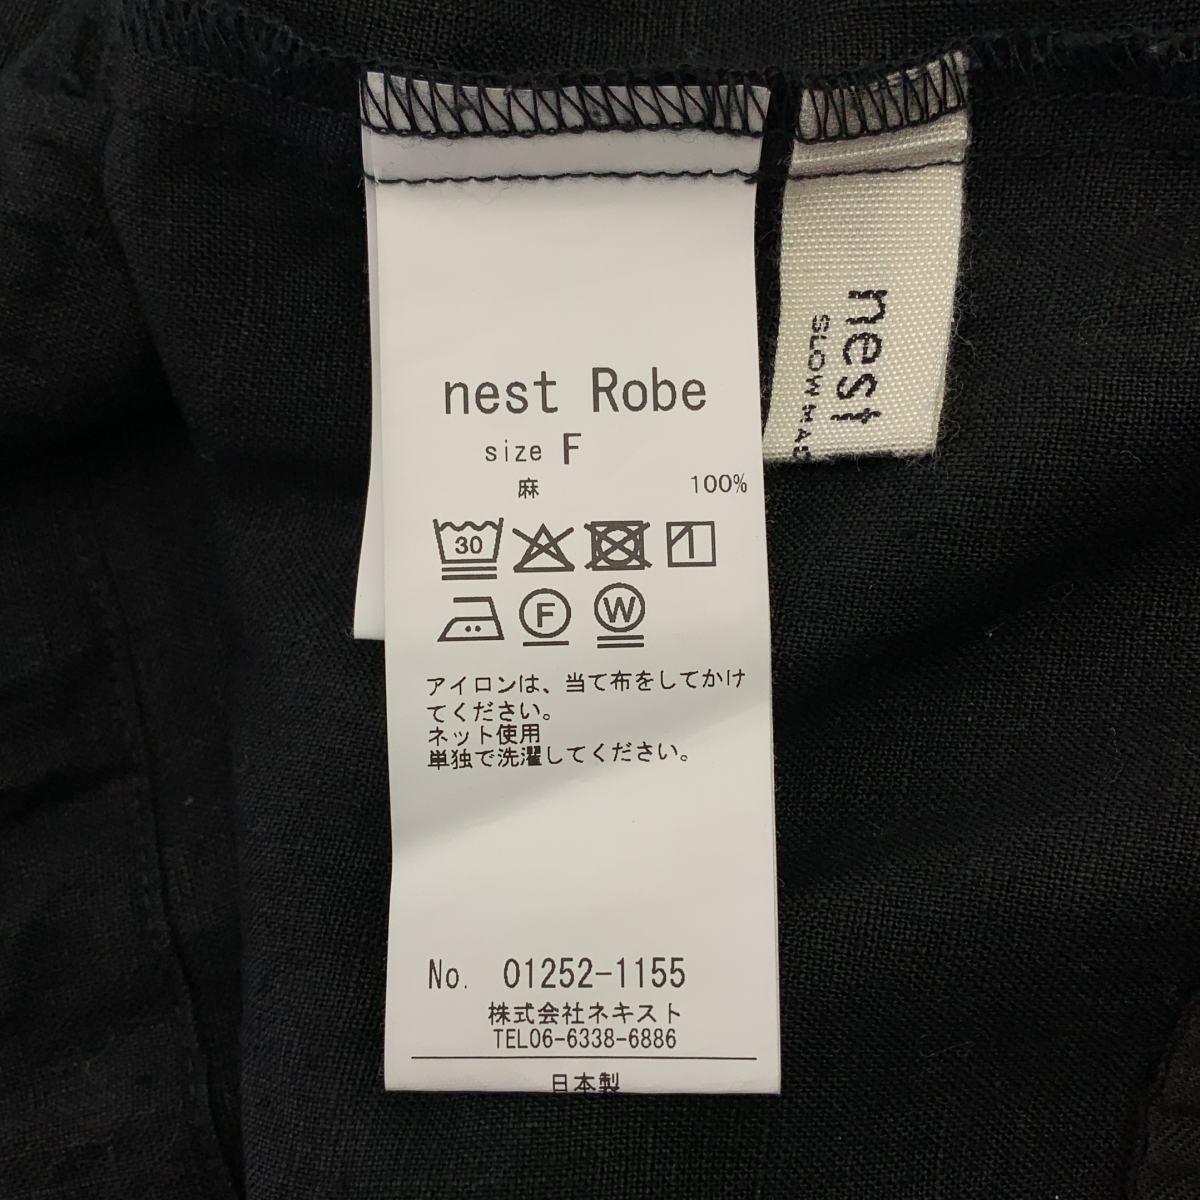 nest Robe
size F
麻 100%
30
F W
アイロンは、当て布をしてかけ
てください。
ネット使用
単独で洗濯してください。
No. 01252-1155
株式会社ネキスト
TEL06-6338-6886
日本製
nest
SLOW